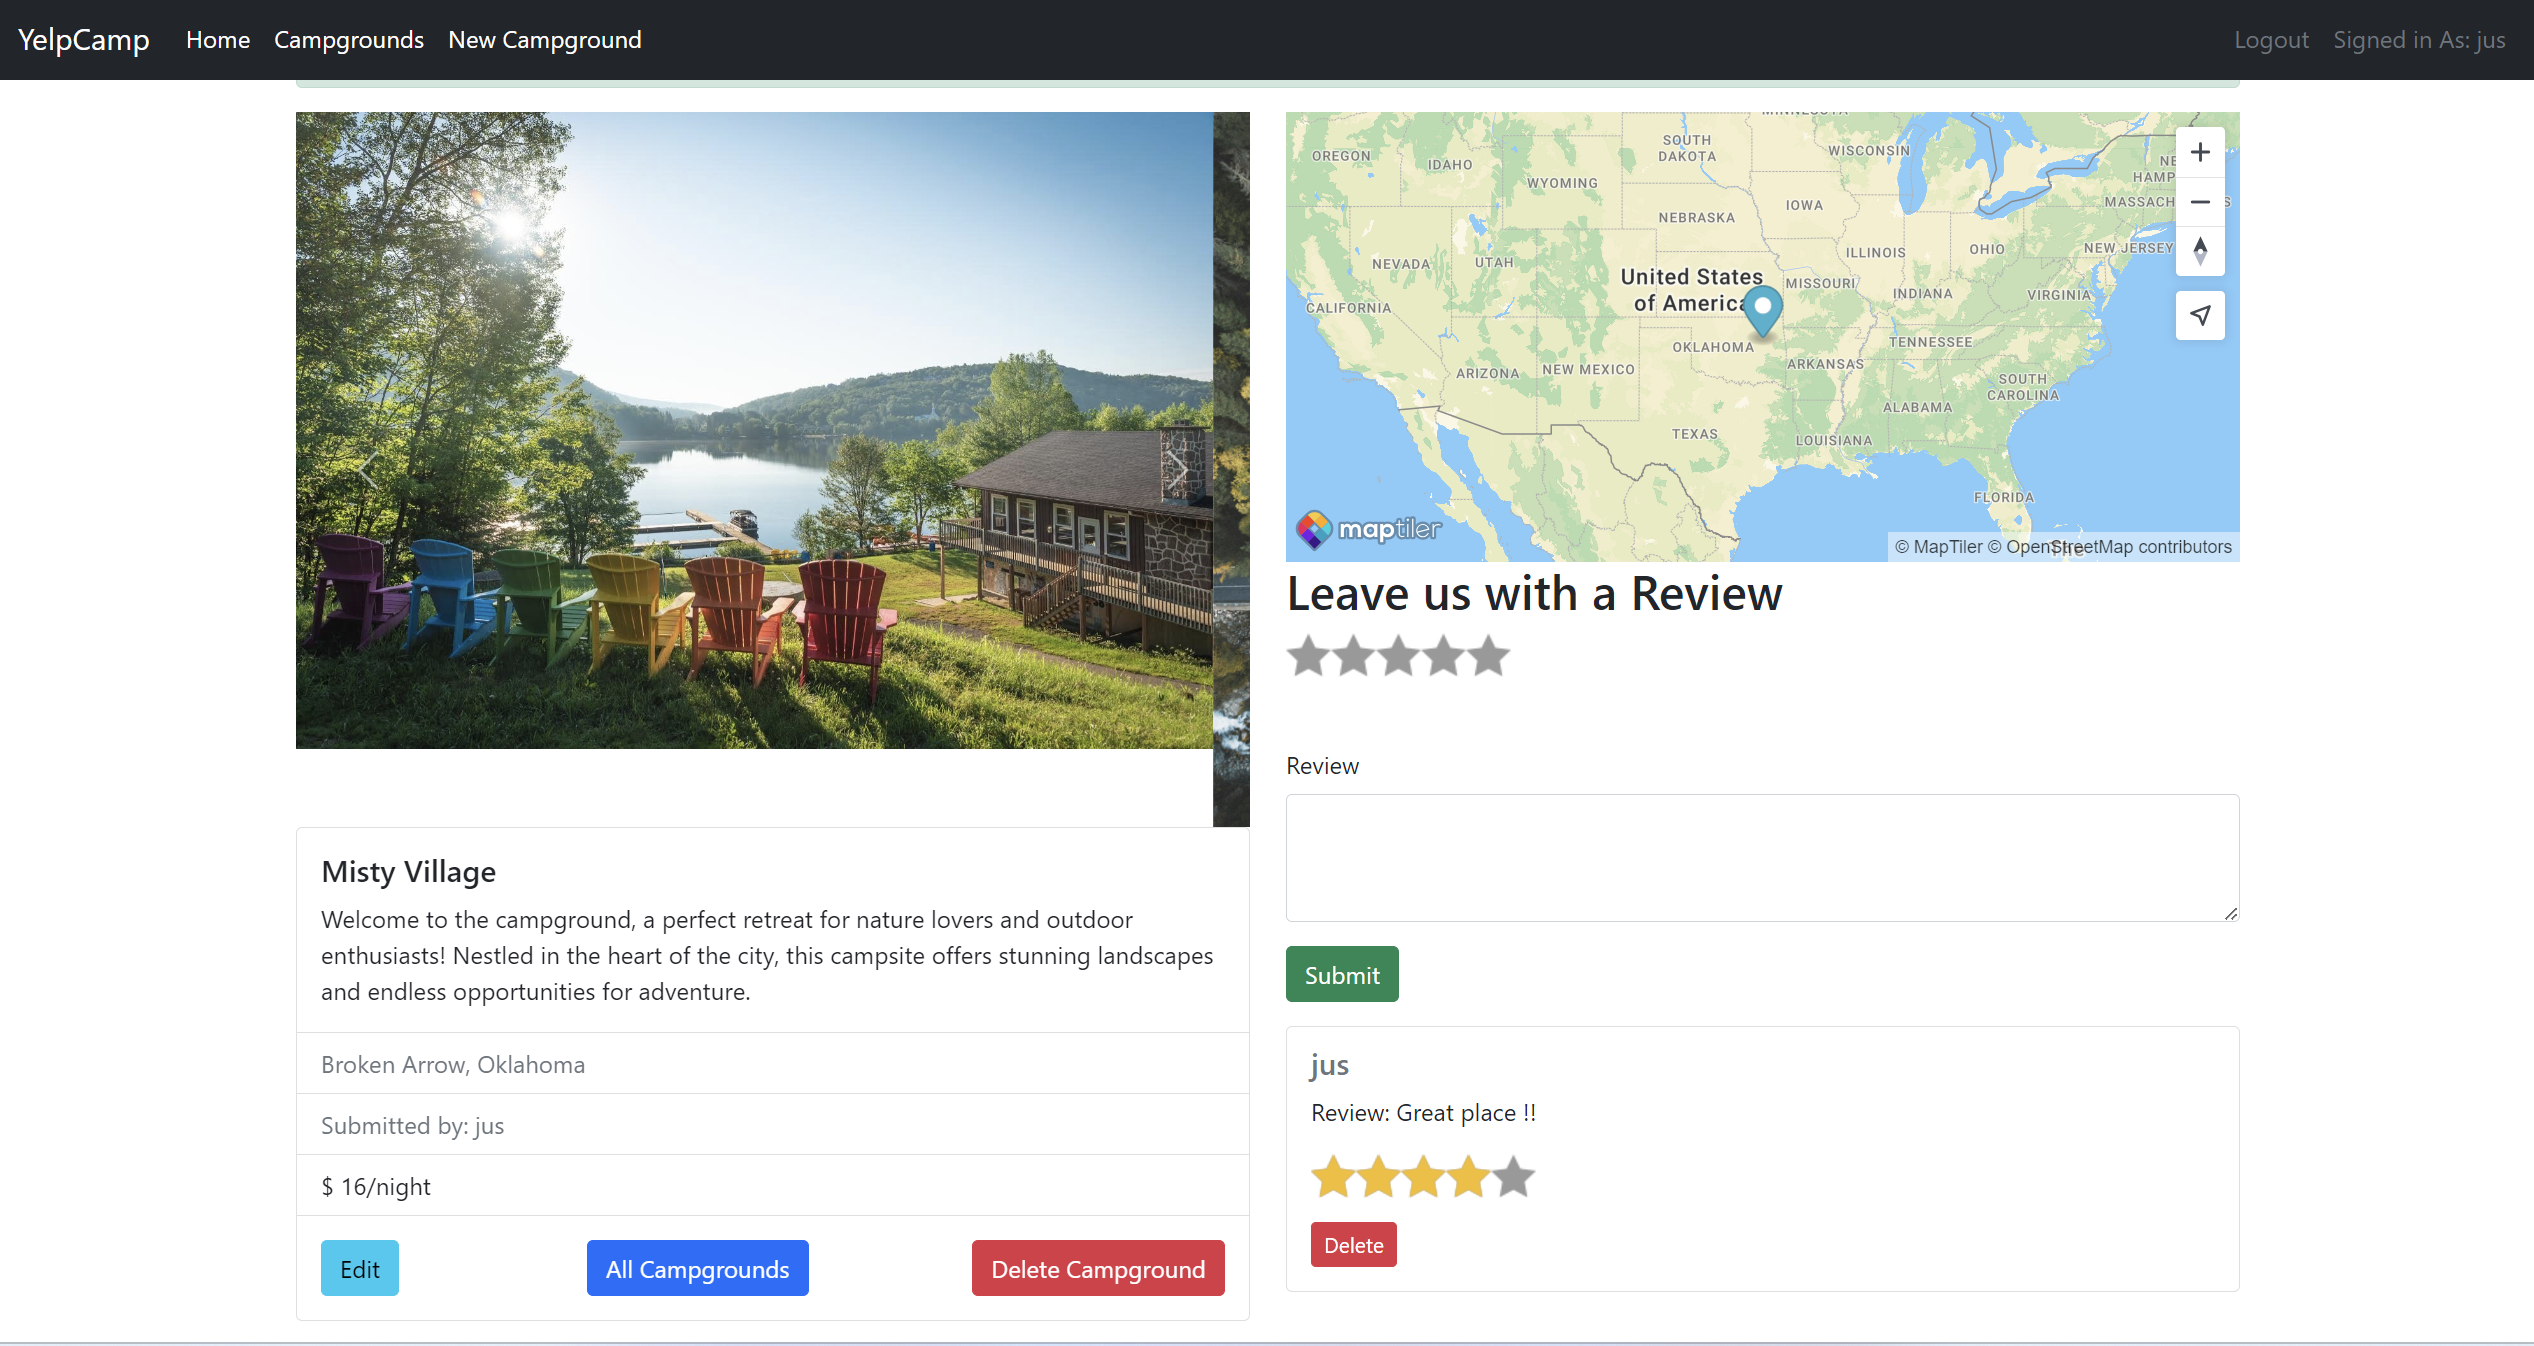 YelpCamp
Home
Campgrounds
New Campground
Logout
Signed in As: jus
OREGON
IDAHO
WYOMING
SOUTH
DAKOTA
MINNESOTA
WISCONSIN
NEBRASKA
IOWA
MASSACH
NE
HAMP
NEVADA
UTAH
ILLINOIS
OHIO
NEW JERSEY
United States
of America
MISSOURI
INDIANA
VIRGINIA
CALIFORNIA
OKLAHOMA
ARKANSAS
TENNESSEE
ARIZONA
NEW MEXICO
SOUTH
CAROLINA
ALABAMA
TEXAS
LOUISIANA
FLORIDA
maptiler
© MapTiler © OpenStreetMap contributors
Misty Village
Welcome to the campground, a perfect retreat for nature lovers and outdoor
enthusiasts! Nestled in the heart of the city, this campsite offers stunning landscapes
and endless opportunities for adventure.
Broken Arrow, Oklahoma
Submitted by: jus
$ 16/night
Edit
All Campgrounds
Delete Campground
Leave us with a Review
Review
Submit
jus
Review: Great place !!
Delete